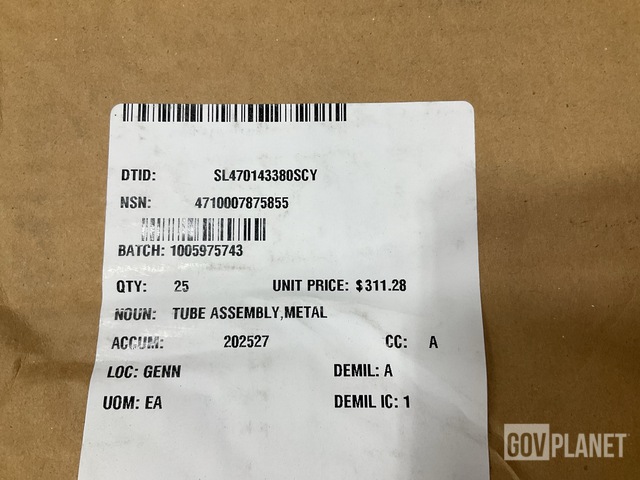 DTID: SL470143380SCY
NSN: 4710007875855
BATCH: 1005975743
QTY: 25 UNIT PRICE: $311.28
NOUN: TUBE ASSEMBLY,METAL
ACCUM: 202527 CC: A
LOC: GENN DEMIL: A
UOM: EA DEMIL IC: 1
GOVPLANET